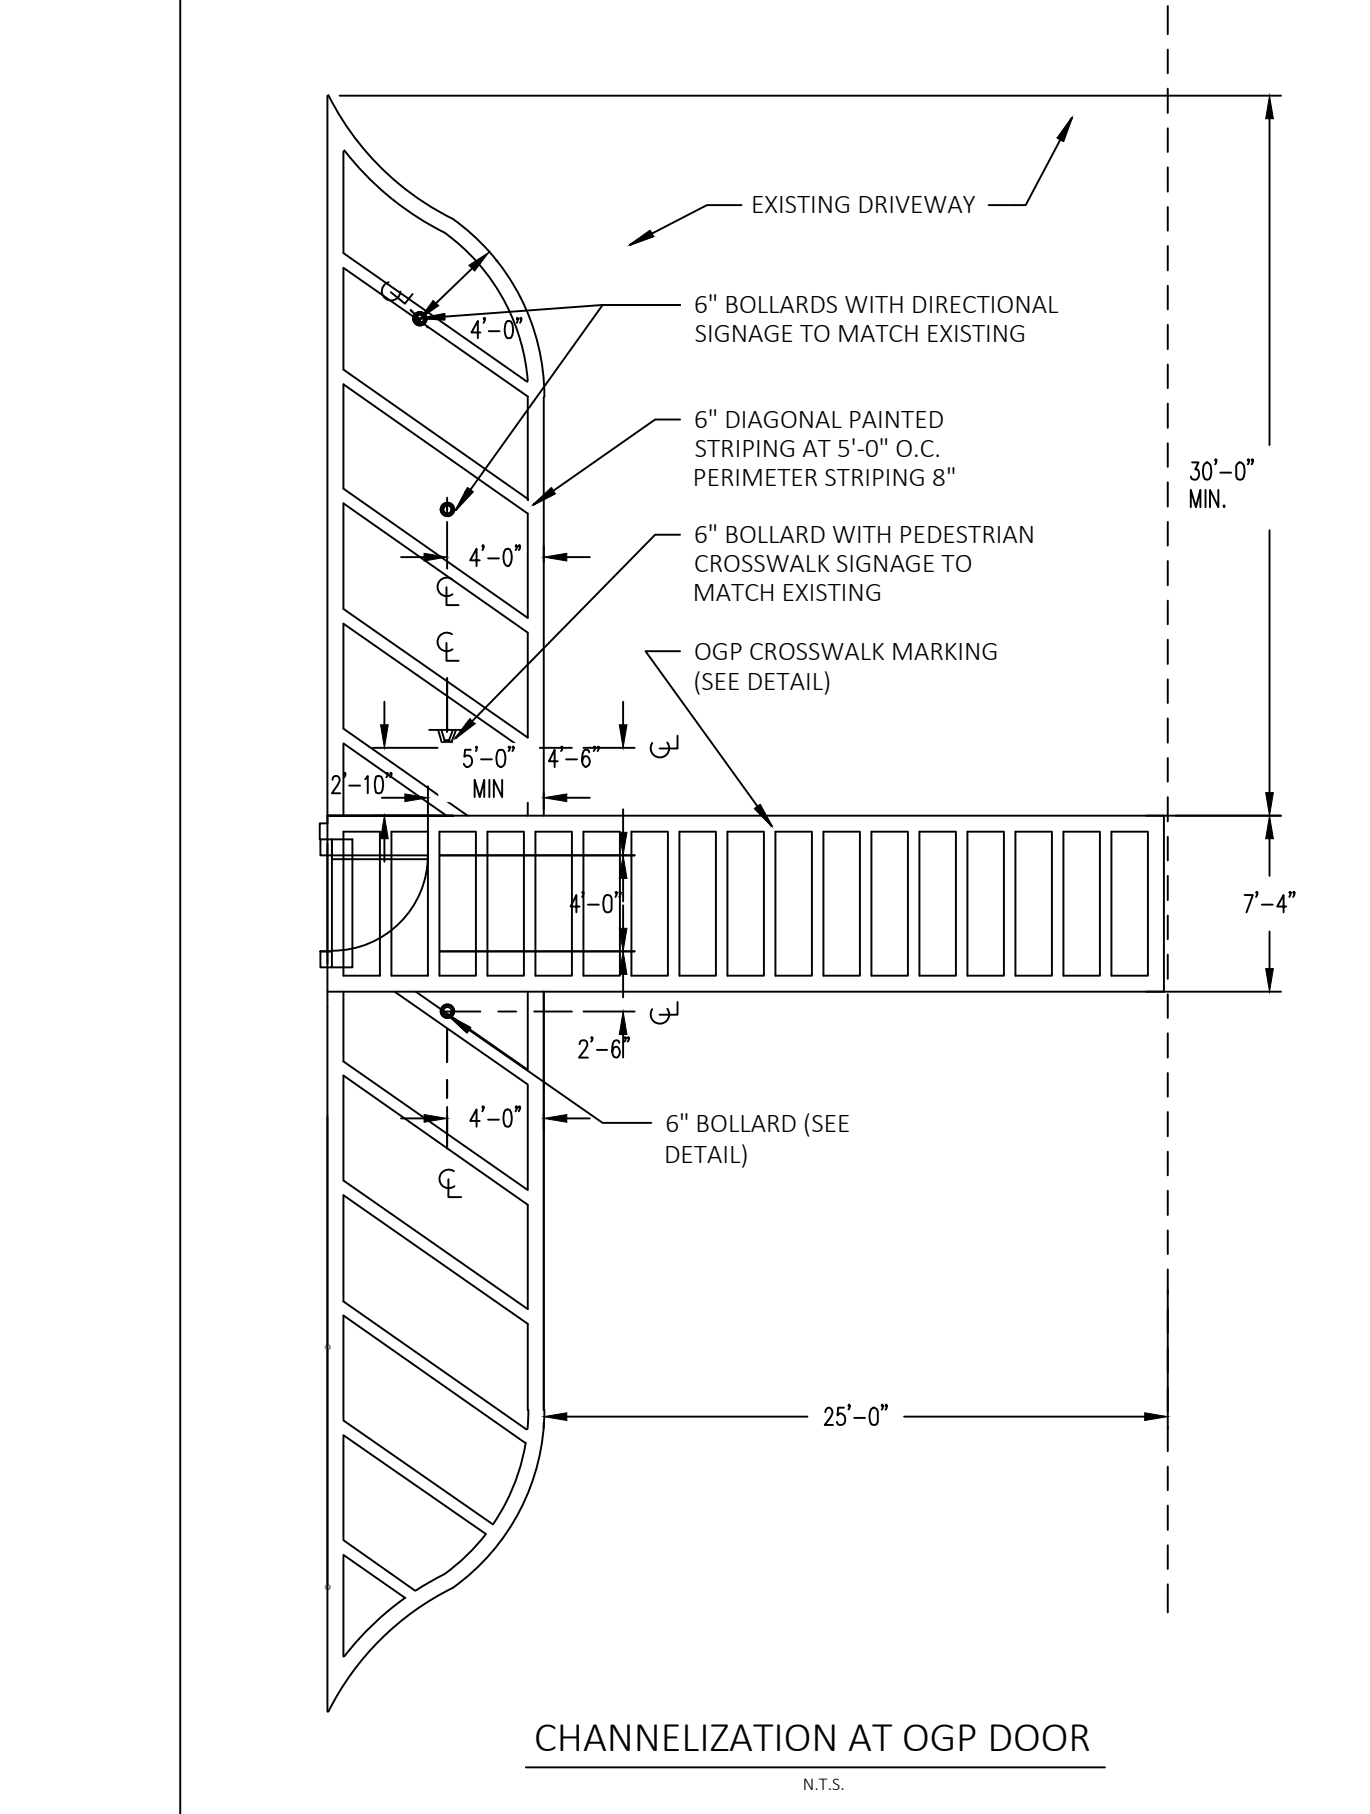 EXISTING DRIVEWAY
6" BOLLARDS WITH DIRECTIONAL
SIGNAGE TO MATCH EXISTING
℄
4'-0"
6" DIAGONAL PAINTED
STRIPING AT 5'-0" O.C.
PERIMETER STRIPING 8"
30'-0"
MIN.
6" BOLLARD WITH PEDESTRIAN
CROSSWALK SIGNAGE TO
MATCH EXISTING
4'-0"
℄
℄
OGP CROSSWALK MARKING
(SEE DETAIL)
℄
5'-0"
MIN
4'-6"
2'-10"
4'-0"
7'-4"
℄
2'-6"
4'-0"
6" BOLLARD (SEE
DETAIL)
℄
25'-0"
CHANNELIZATION AT OGP DOOR
N.T.S.